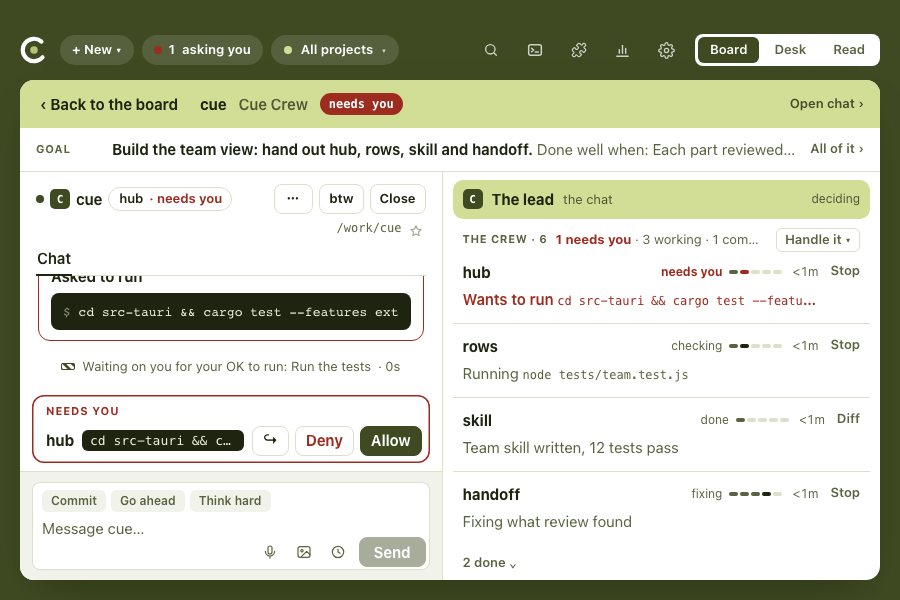 + New ▾
1 asking you
All projects ▾
Board
Desk
Read
‹ Back to the board
cue
Cue Crew
needs you
Open chat ›
GOAL
Build the team view: hand out hub, rows, skill and handoff. Done well when: Each part reviewed…
All of it ›
C cue
hub · needs you
···
btw
Close
/work/cue
Chat
Asked to run
$ cd src-tauri && cargo test --features ext
Waiting on you for your OK to run: Run the tests · 0s
NEEDS YOU
hub
cd src-tauri && c…
Deny
Allow
Commit
Go ahead
Think hard
Message cue…
Send
C The lead the chat
deciding
THE CREW · 6 1 needs you · 3 working · 1 com…
Handle it ▾
hub
needs you
<1m
Stop
Wants to run cd src-tauri && cargo test --featu…
rows
checking
<1m
Stop
Running node tests/team.test.js
skill
done
<1m
Diff
Team skill written, 12 tests pass
handoff
fixing
<1m
Stop
Fixing what review found
2 done ⌄